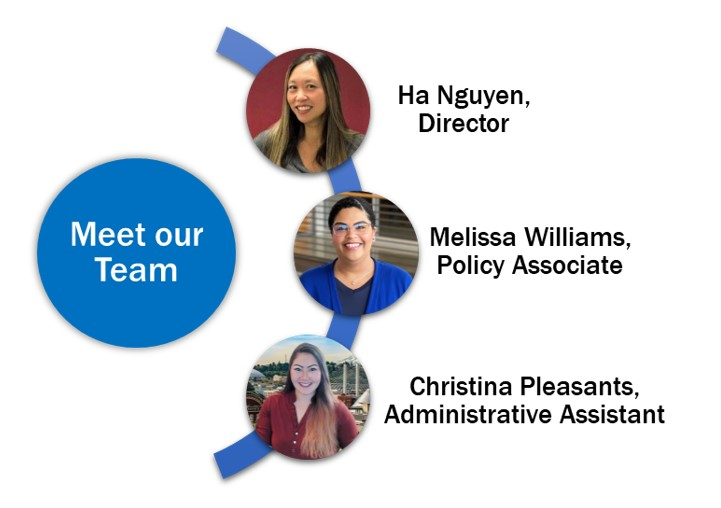 Meet our
Team
Ha Nguyen,
Director
Melissa Williams,
Policy Associate
Christina Pleasants,
Administrative Assistant